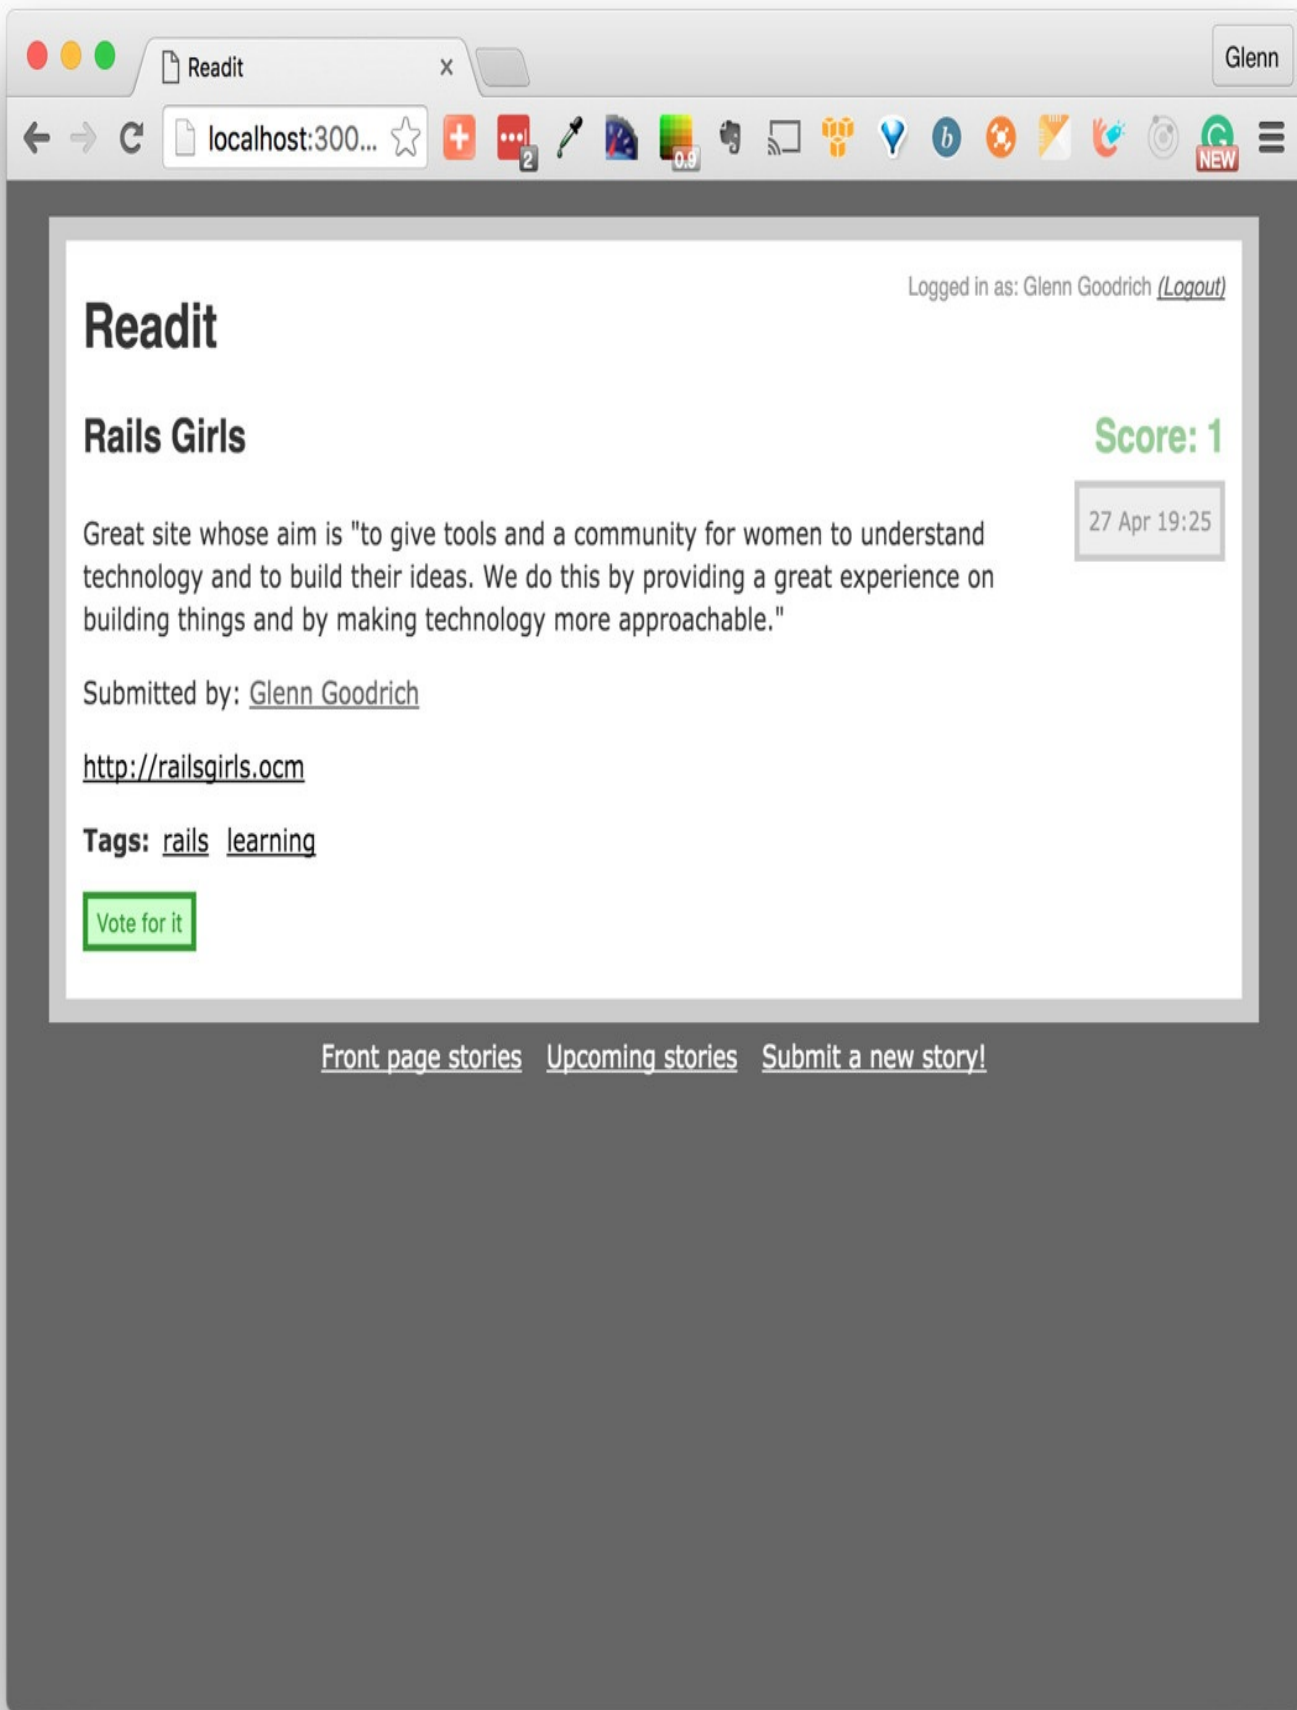 Readit
Glenn
localhost:300...
2
0.9
b
NEW
Logged in as: Glenn Goodrich (Logout)
Readit
Rails Girls
Score: 1
27 Apr 19:25
Great site whose aim is "to give tools and a community for women to understand
technology and to build their ideas. We do this by providing a great experience on
building things and by making technology more approachable."
Submitted by: Glenn Goodrich
http://railsgirls.ocm
Tags: rails learning
Vote for it
Front page stories Upcoming stories Submit a new story!